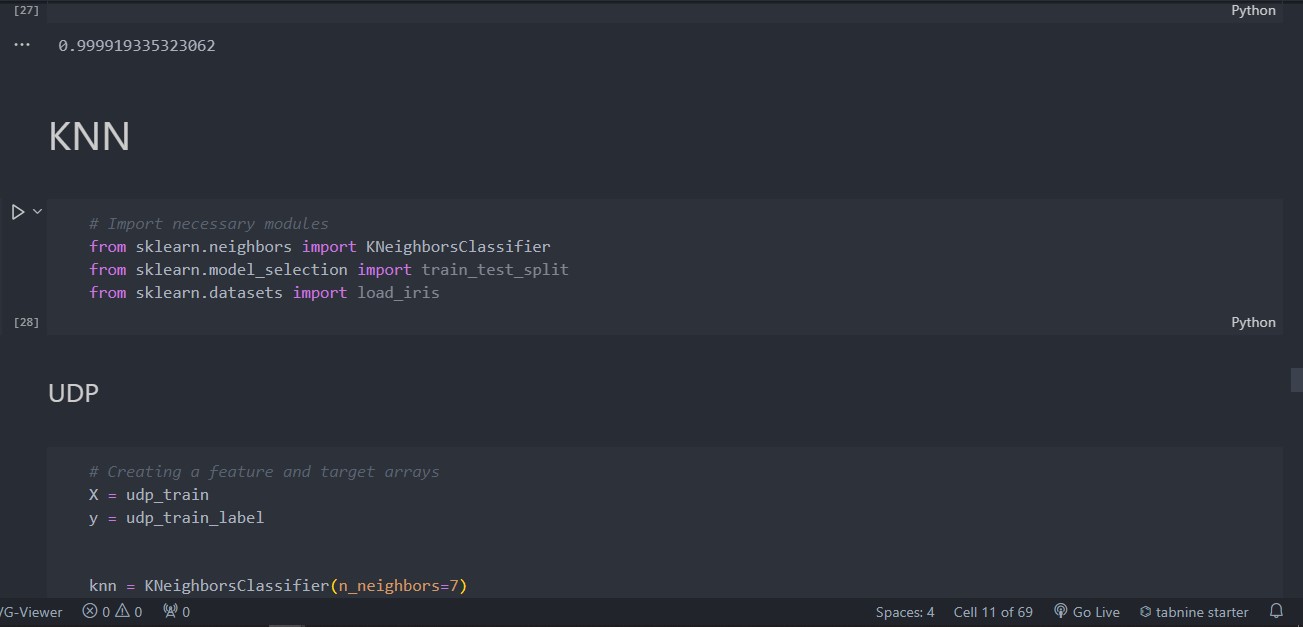 [27]
Python
... 0.999919335323062
KNN
# Import necessary modules
from sklearn.neighbors import KNeighborsClassifier
from sklearn.model_selection import train_test_split
from sklearn.datasets import load_iris
[28]
Python
UDP
# Creating a feature and target arrays
X = udp_train
y = udp_train_label
knn = KNeighborsClassifier(n_neighbors=7)
/G-Viewer 0 0 0 Spaces: 4 Cell 11 of 69 Go Live tabnine starter